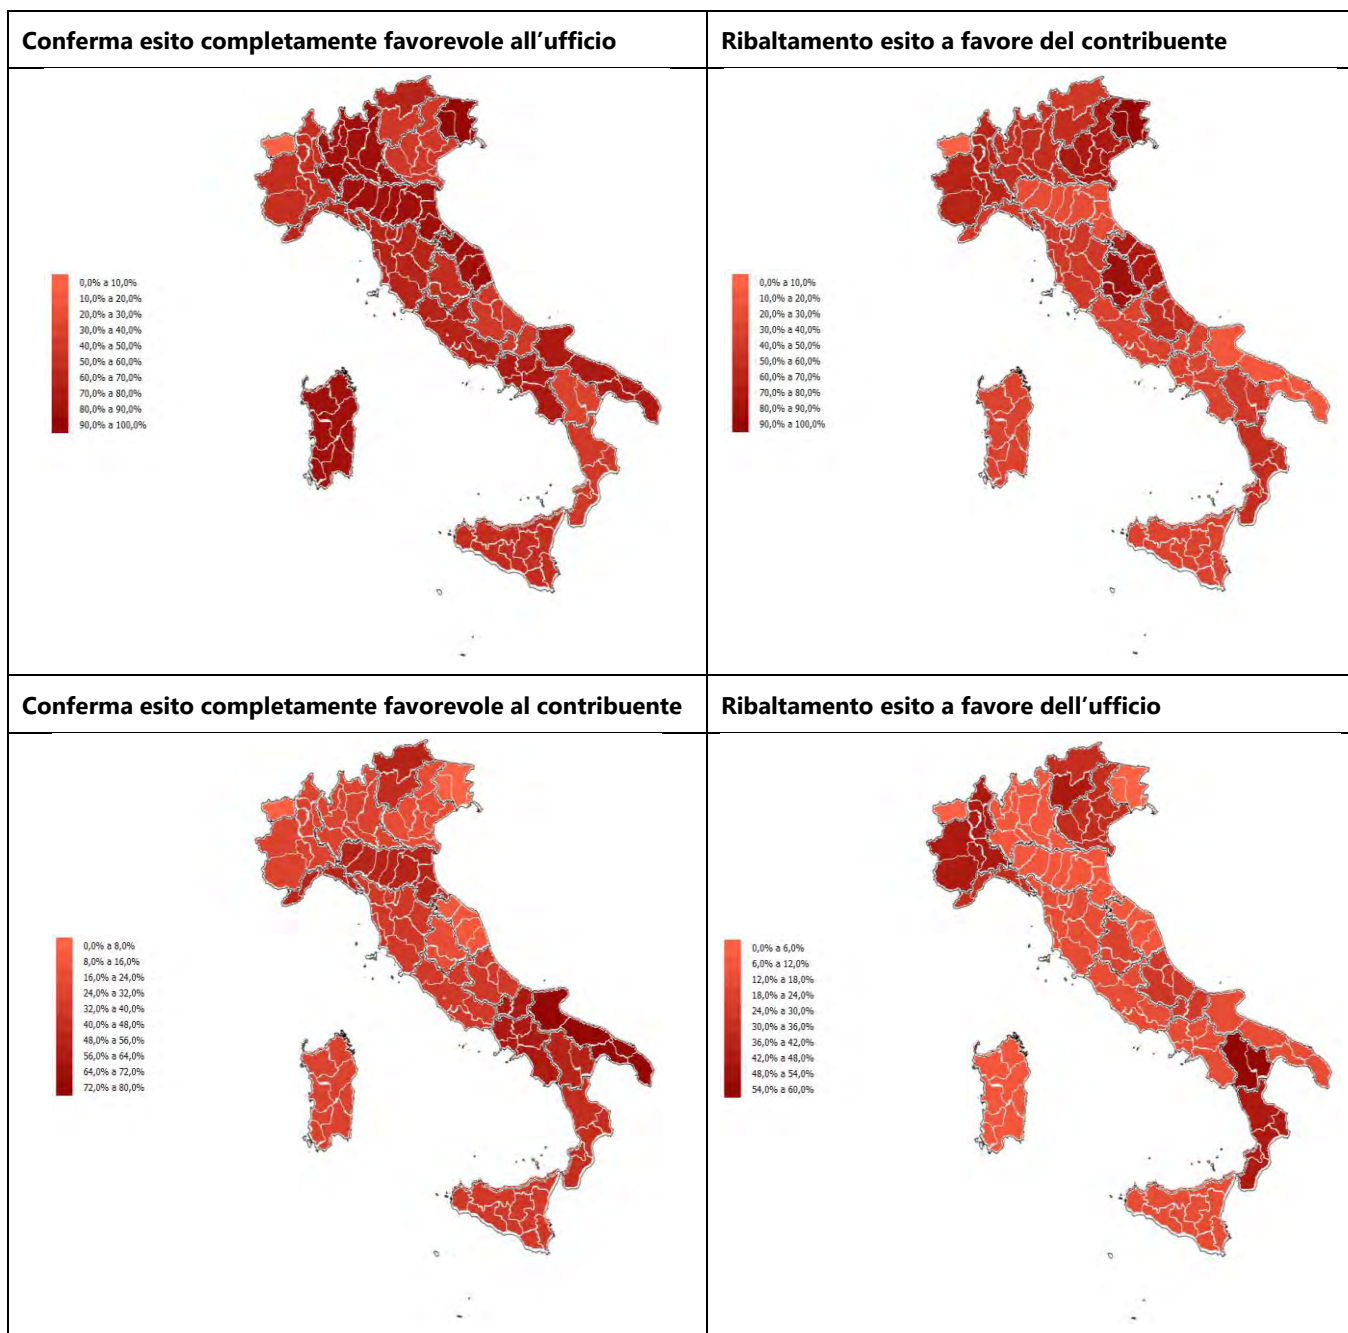 Conferma esito completamente favorevole all’ufficio
Ribaltamento esito a favore del contribuente
0,0% a 10,0%
10,0% a 20,0%
20,0% a 30,0%
30,0% a 40,0%
40,0% a 50,0%
50,0% a 60,0%
60,0% a 70,0%
70,0% a 80,0%
80,0% a 90,0%
90,0% a 100,0%
0,0% a 10,0%
10,0% a 20,0%
20,0% a 30,0%
30,0% a 40,0%
40,0% a 50,0%
50,0% a 60,0%
60,0% a 70,0%
70,0% a 80,0%
80,0% a 90,0%
90,0% a 100,0%
Conferma esito completamente favorevole al contribuente
Ribaltamento esito a favore dell’ufficio
0,0% a 8,0%
8,0% a 16,0%
16,0% a 24,0%
24,0% a 32,0%
32,0% a 40,0%
40,0% a 48,0%
48,0% a 56,0%
56,0% a 64,0%
64,0% a 72,0%
72,0% a 80,0%
0,0% a 6,0%
6,0% a 12,0%
12,0% a 18,0%
18,0% a 24,0%
24,0% a 30,0%
30,0% a 36,0%
36,0% a 42,0%
42,0% a 48,0%
48,0% a 54,0%
54,0% a 60,0%